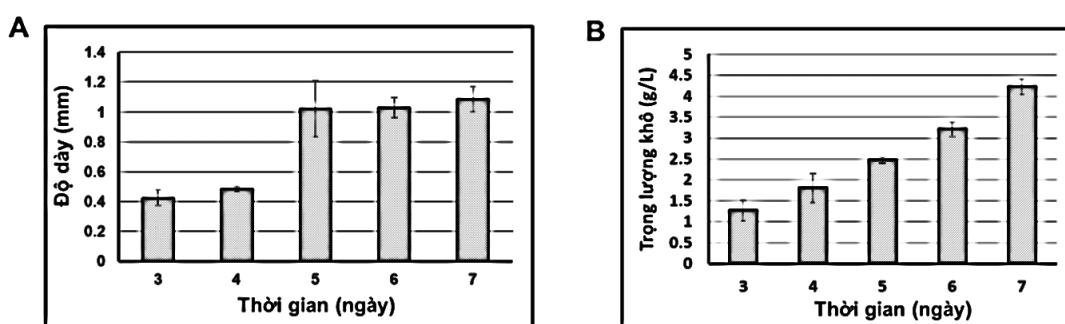 A
Độ dày (mm)
1.4
1.2
1
0.8
0.6
0.4
0.2
0
3 4 5 6 7
Thời gian (ngày)
B
Trọng lượng khô (g/L)
5
4.5
4
3.5
3
2.5
2
1.5
1
0.5
0
3 4 5 6 7
Thời gian (ngày)